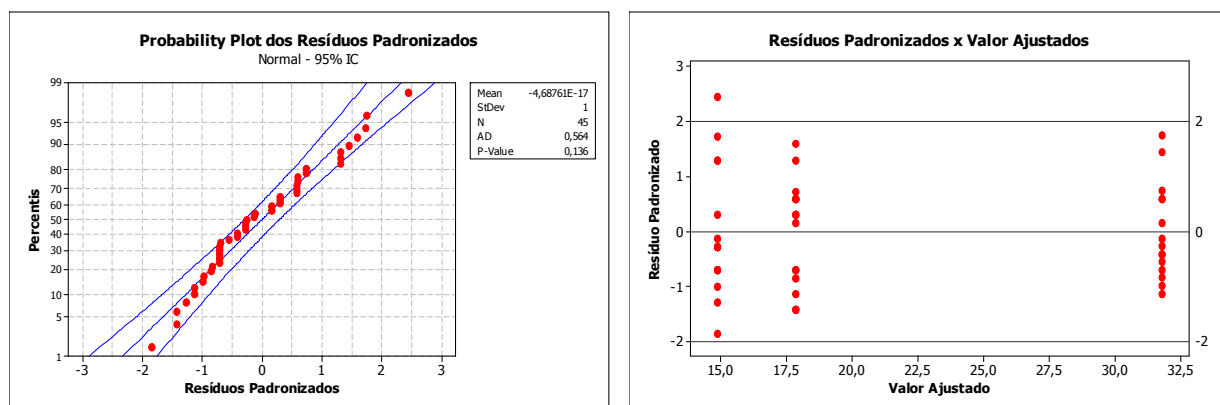 Probability Plot dos Resíduos Padronizados
Normal - 95% IC
99
95
90
80
70
60
50
40
30
20
10
5
1
Percentis
-3 -2 -1 0 1 2 3
Resíduos Padronizados
Mean -4,68761E-17
StDev 1
N 45
AD 0,564
P-Value 0,136
Resíduos Padronizados x Valor Ajustados
3
2 2
1
0 0
-1
-2 -2
Resíduo Padronizado
15,0 17,5 20,0 22,5 25,0 27,5 30,0 32,5
Valor Ajustado